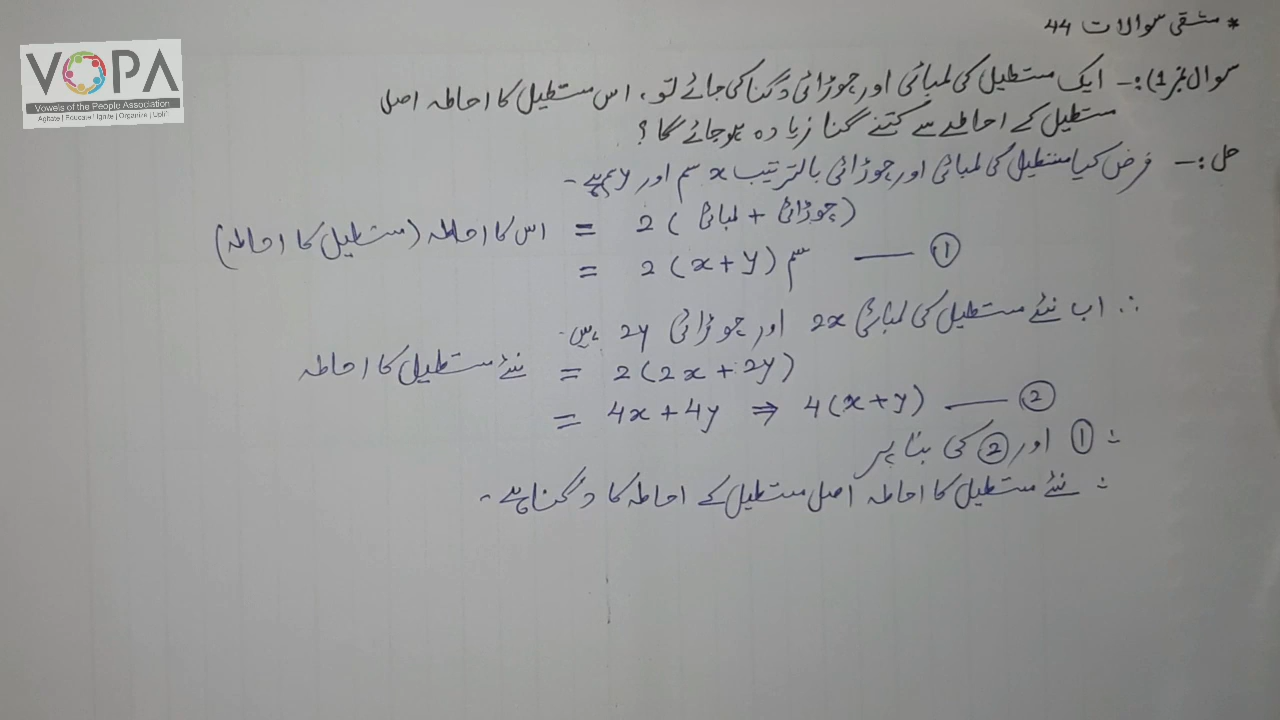 VOPA
Vowels of the People Association
Agitate | Educate | Ignite | Organize | Uplift
* مشقی سوالات 44
سوال نمبر 1) :- ایک مستطیل کی لمبائی اور چوڑائی دگنا کی جائے تو، اس مستطیل کا احاطہ اصل
مستطیل کے احاطے سے کتنے گنا زیادہ ہو جائے گا؟
حل :- فرض کیا مستطیل کی لمبائی اور چوڑائی بالترتیب x سم اور y سم ہے -
اس کا احاطہ (مستطیل کا احاطہ) = 2 (لمبائی + چوڑائی)
= 2 (x + y) سم —— ①
∴ اب نئے مستطیل کی لمبائی 2x اور چوڑائی 2y ہیں.
نئے مستطیل کا احاطہ = 2 (2x + 2y)
= 4x + 4y ⇒ 4 (x + y) —— ②
∴ ① اور ② کی بنا پر
∴ نئے مستطیل کا احاطہ اصل مستطیل کے احاطہ کا دگنا ہے -